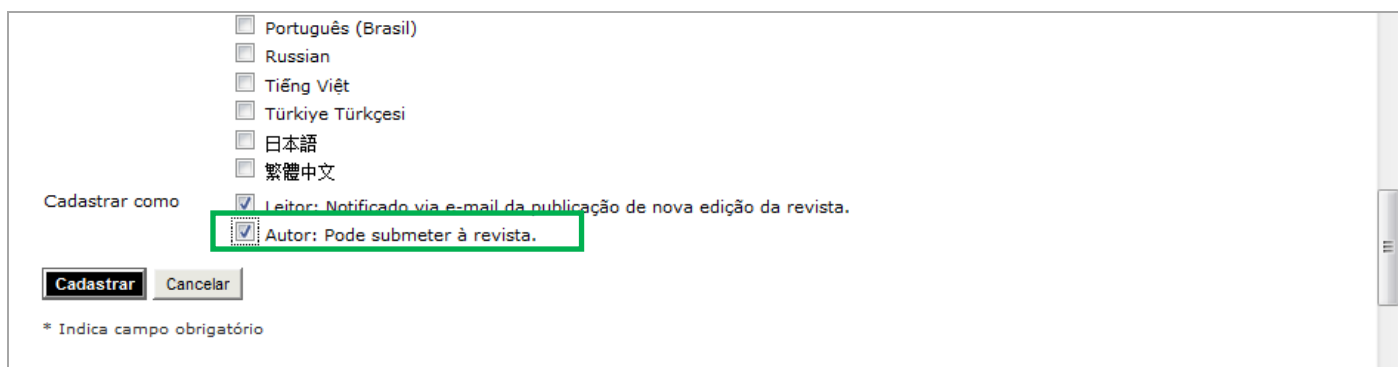 Português (Brasil)
Russian
Tiếng Việt
Türkiye Türkçesi
日本語
繁體中文
Cadastrar como
Leitor: Notificado via e-mail da publicação de nova edição da revista.
Autor: Pode submeter à revista.
Cadastrar Cancelar
* Indica campo obrigatório